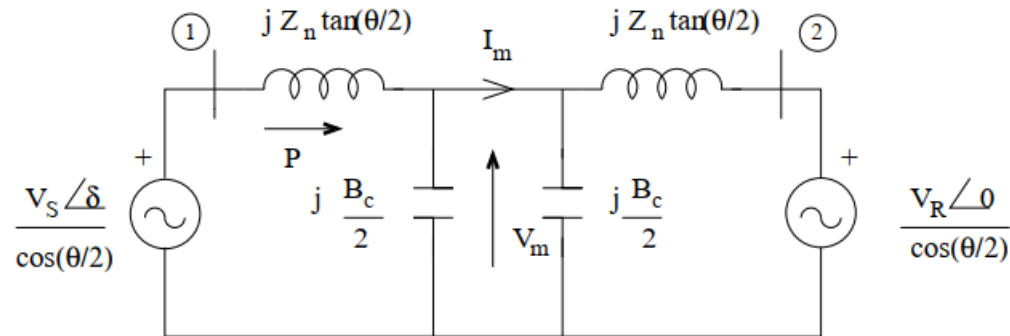 j Z_n tan(θ/2)
j Z_n tan(θ/2)
1
I_m
2
+
P
+
V_S∠δ
cos(θ/2)
j B_c
2
V_m
j B_c
2
V_R∠0
cos(θ/2)